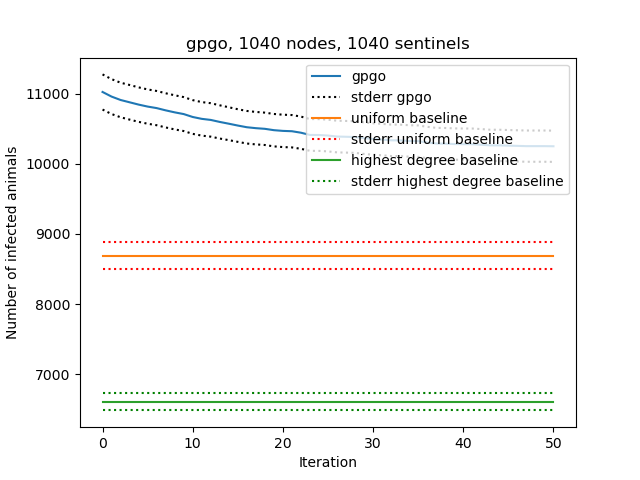 gpgo, 1040 nodes, 1040 sentinels
gpgo
stderr gpgo
uniform baseline
stderr uniform baseline
highest degree baseline
stderr highest degree baseline
Number of infected animals
11000
10000
9000
8000
7000
0 10 20 30 40 50
Iteration